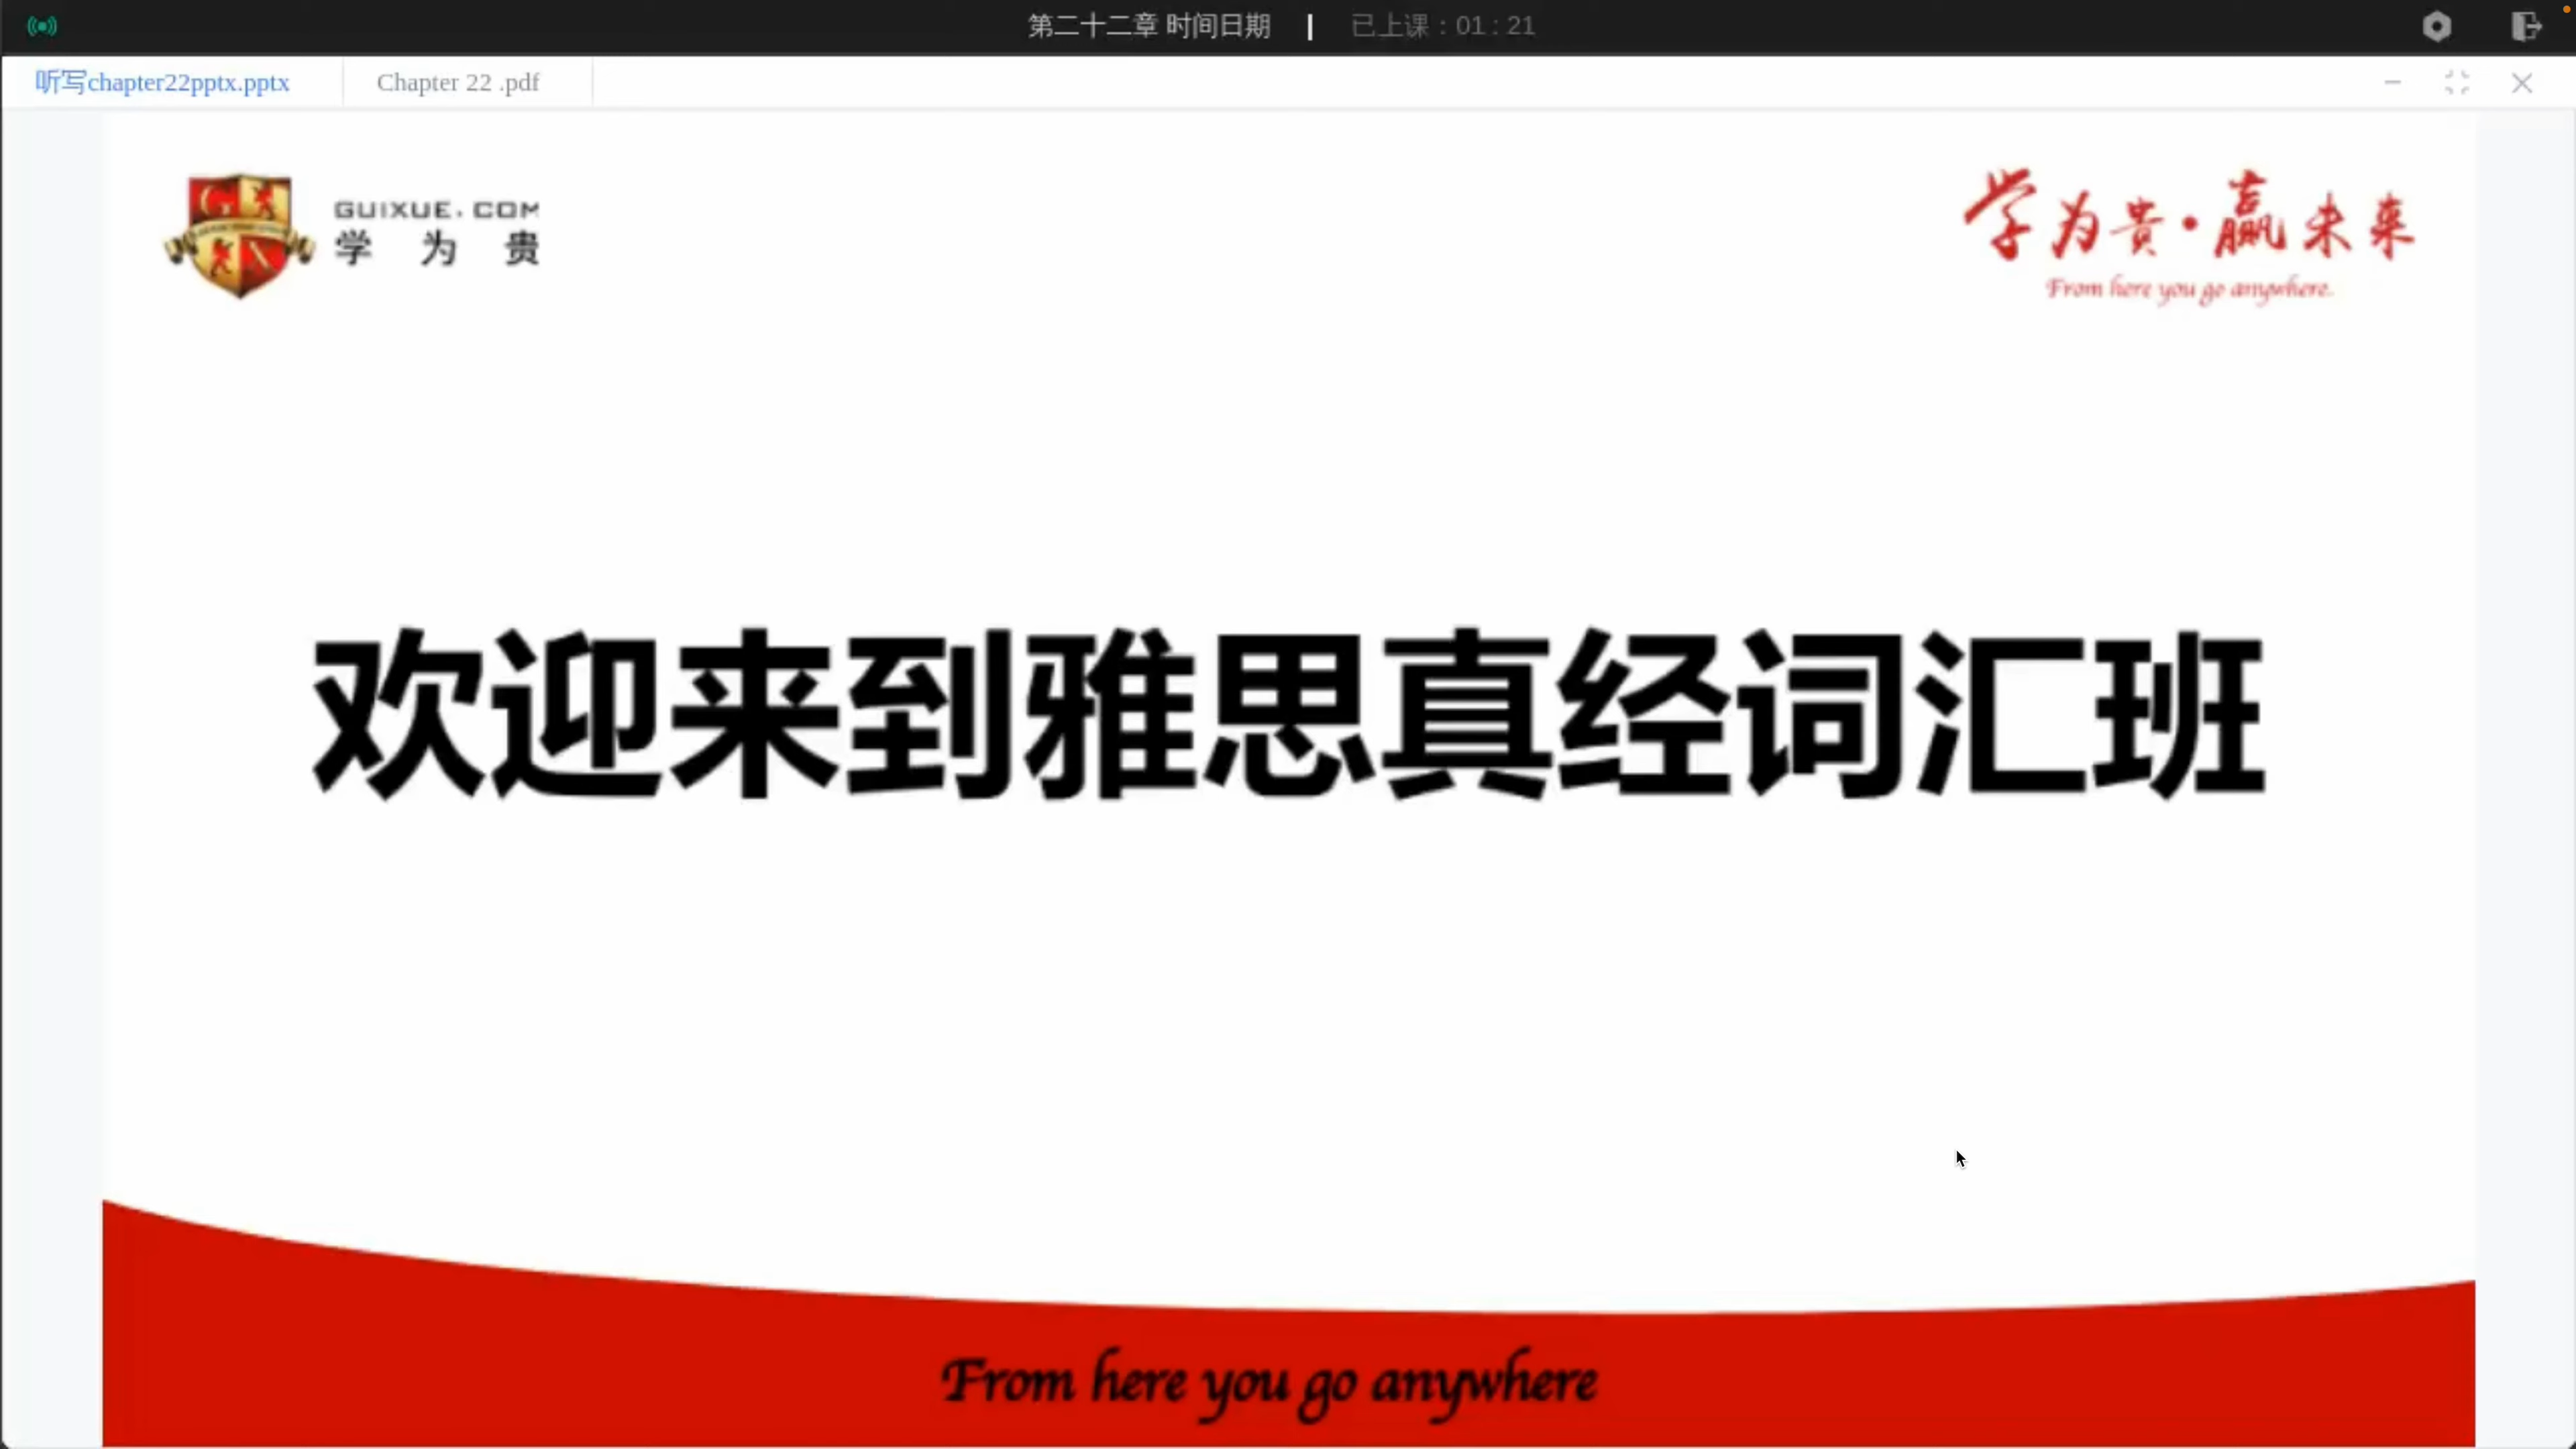 第二十二章 时间日期 | 已上课：01 : 21
听写chapter22pptx.pptx
Chapter 22 .pdf
GUIXUE.COM
学为贵
学为贵·赢未来
From here you go anywhere.
欢迎来到雅思真经词汇班
From here you go anywhere